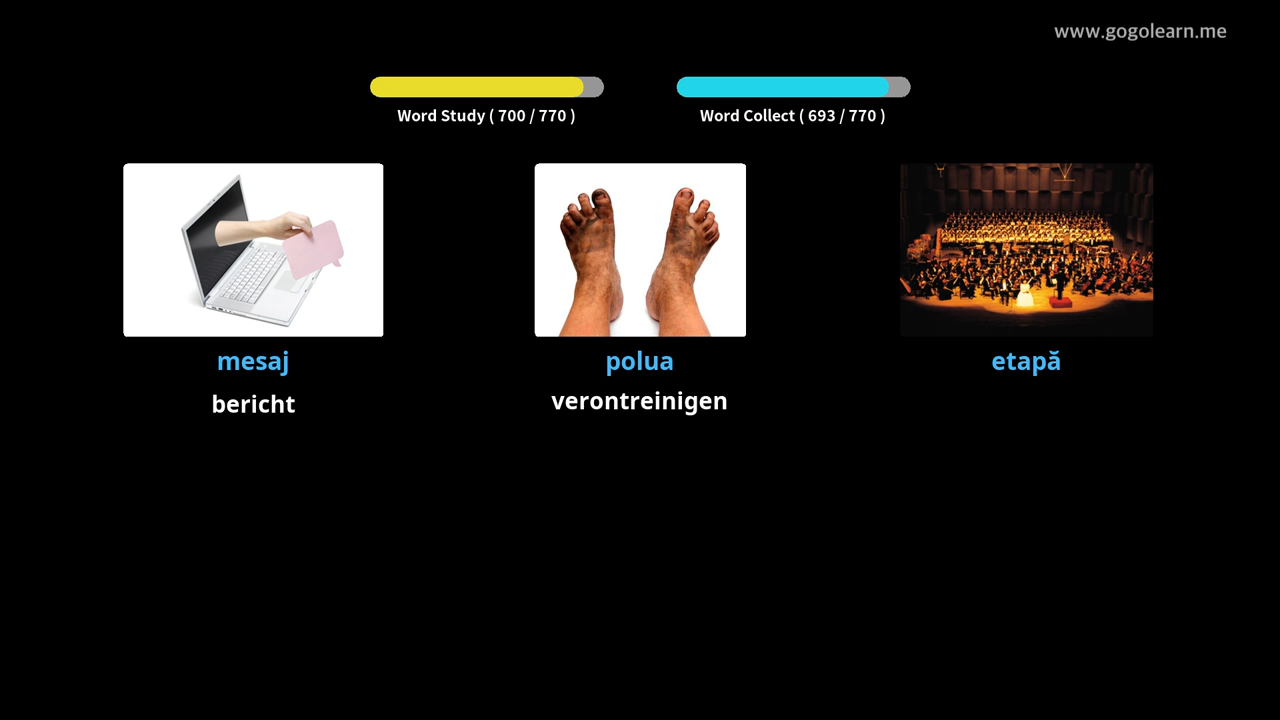 www.gogolearn.me
Word Study ( 700 / 770 )
Word Collect ( 693 / 770 )
mesaj
polua
etapă
bericht
verontreinigen